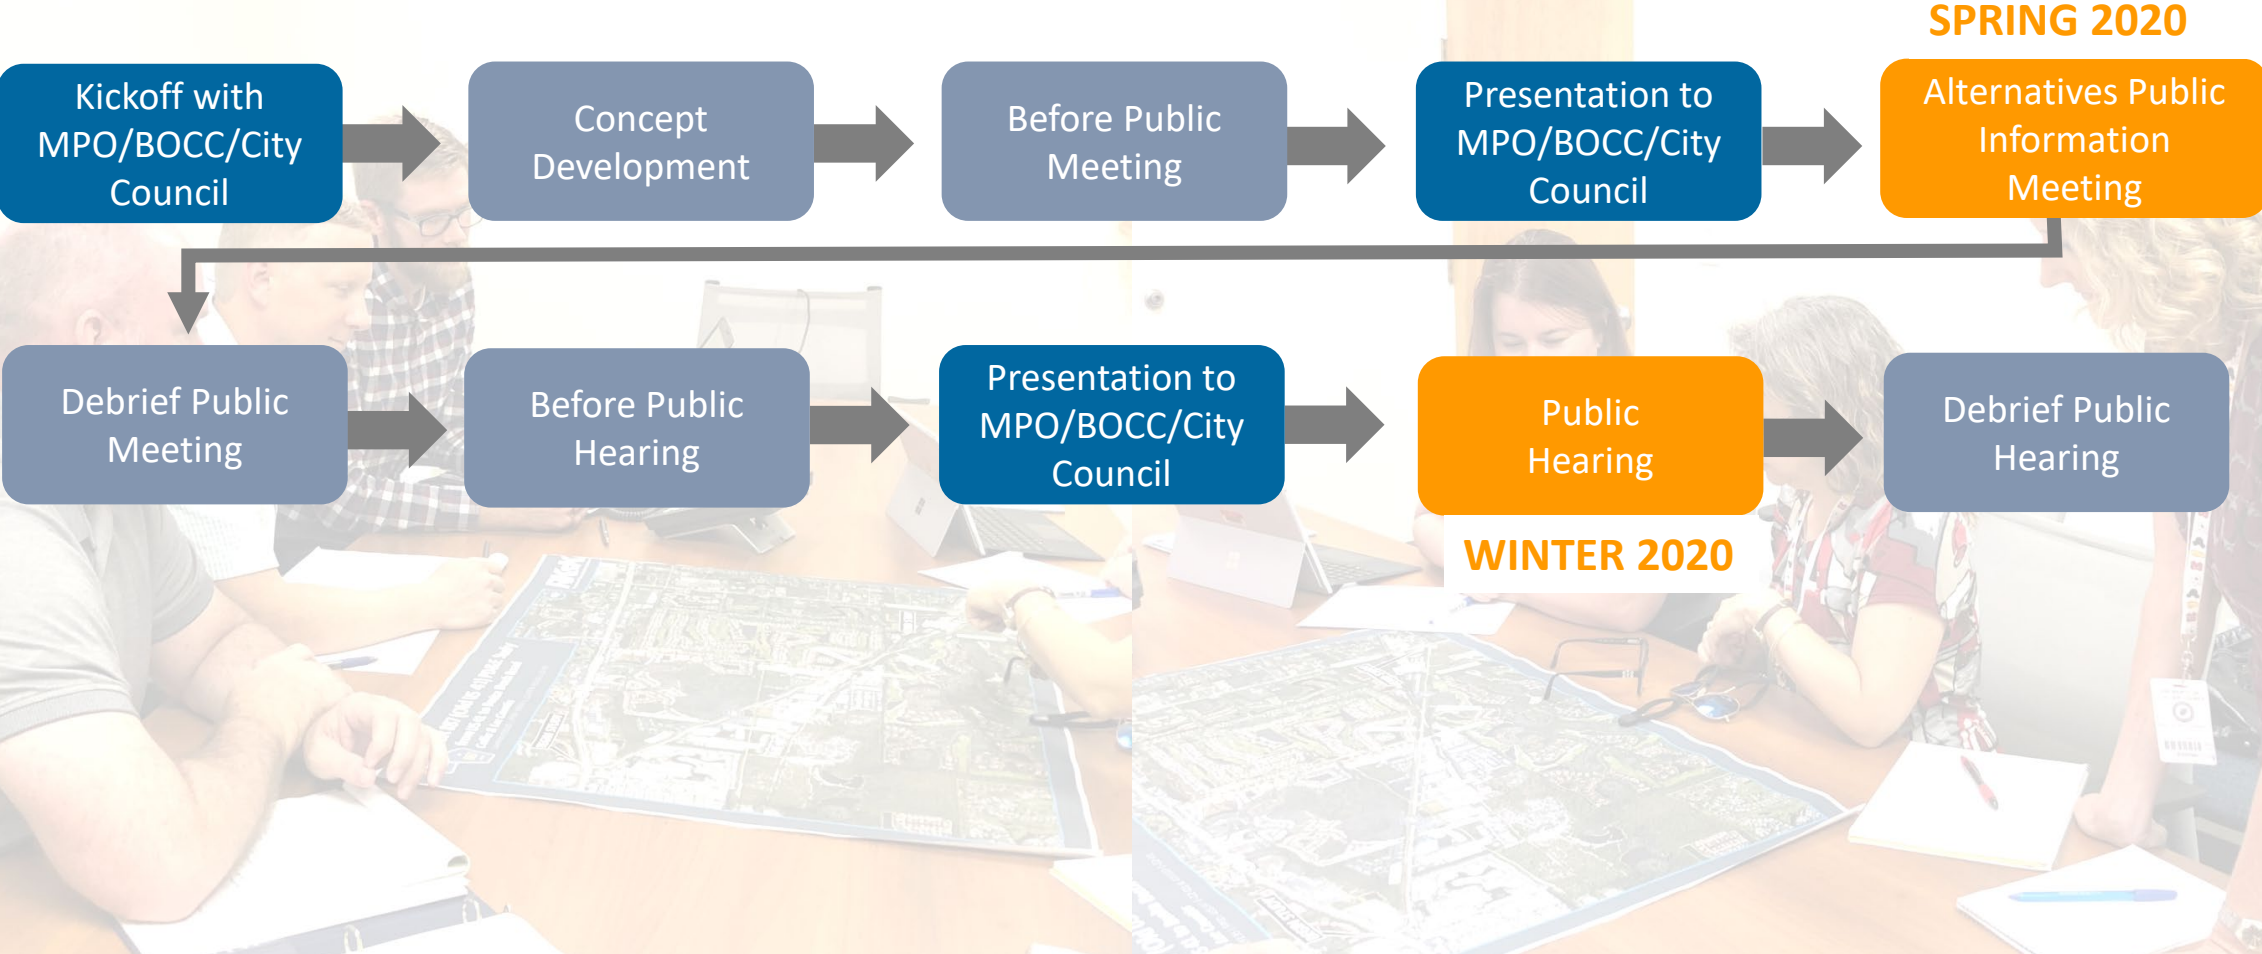 SPRING 2020
Kickoff with
MPO/BOCC/City
Council
Concept
Development
Before Public
Meeting
Presentation to
MPO/BOCC/City
Council
Alternatives Public
Information
Meeting
Debrief Public
Meeting
Before Public
Hearing
Presentation to
MPO/BOCC/City
Council
Public
Hearing
Debrief Public
Hearing
WINTER 2020